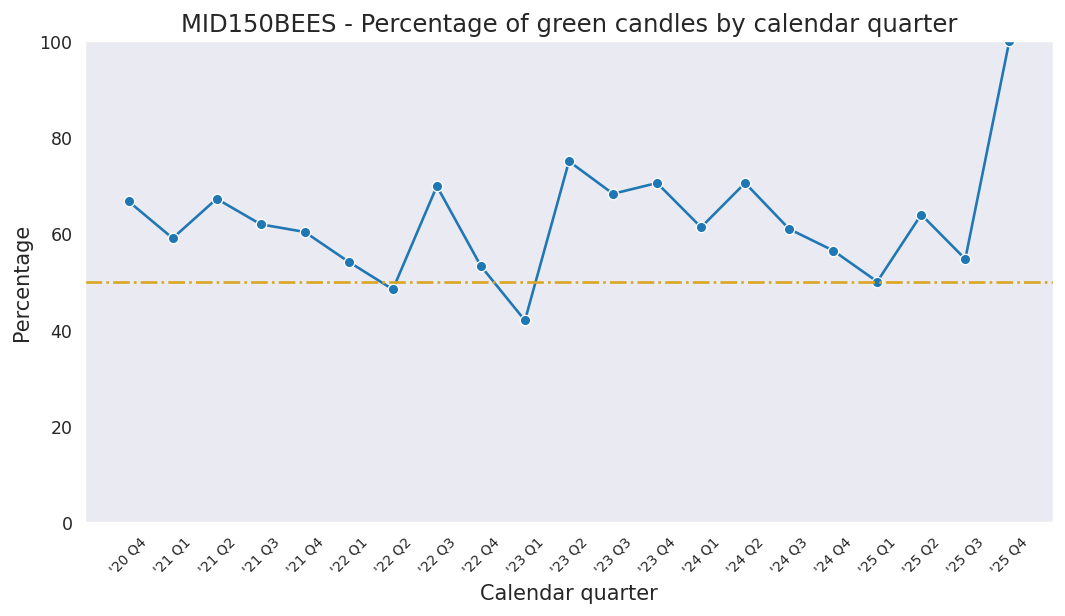 MID150BEES - Percentage of green candles by calendar quarter
100
80
60
40
20
0
Percentage
'20 Q4
'21 Q1
'21 Q2
'21 Q3
'21 Q4
'22 Q1
'22 Q2
'22 Q3
'22 Q4
'23 Q1
'23 Q2
'23 Q3
'23 Q4
'24 Q1
'24 Q2
'24 Q3
'24 Q4
'25 Q1
'25 Q2
'25 Q3
'25 Q4
Calendar quarter